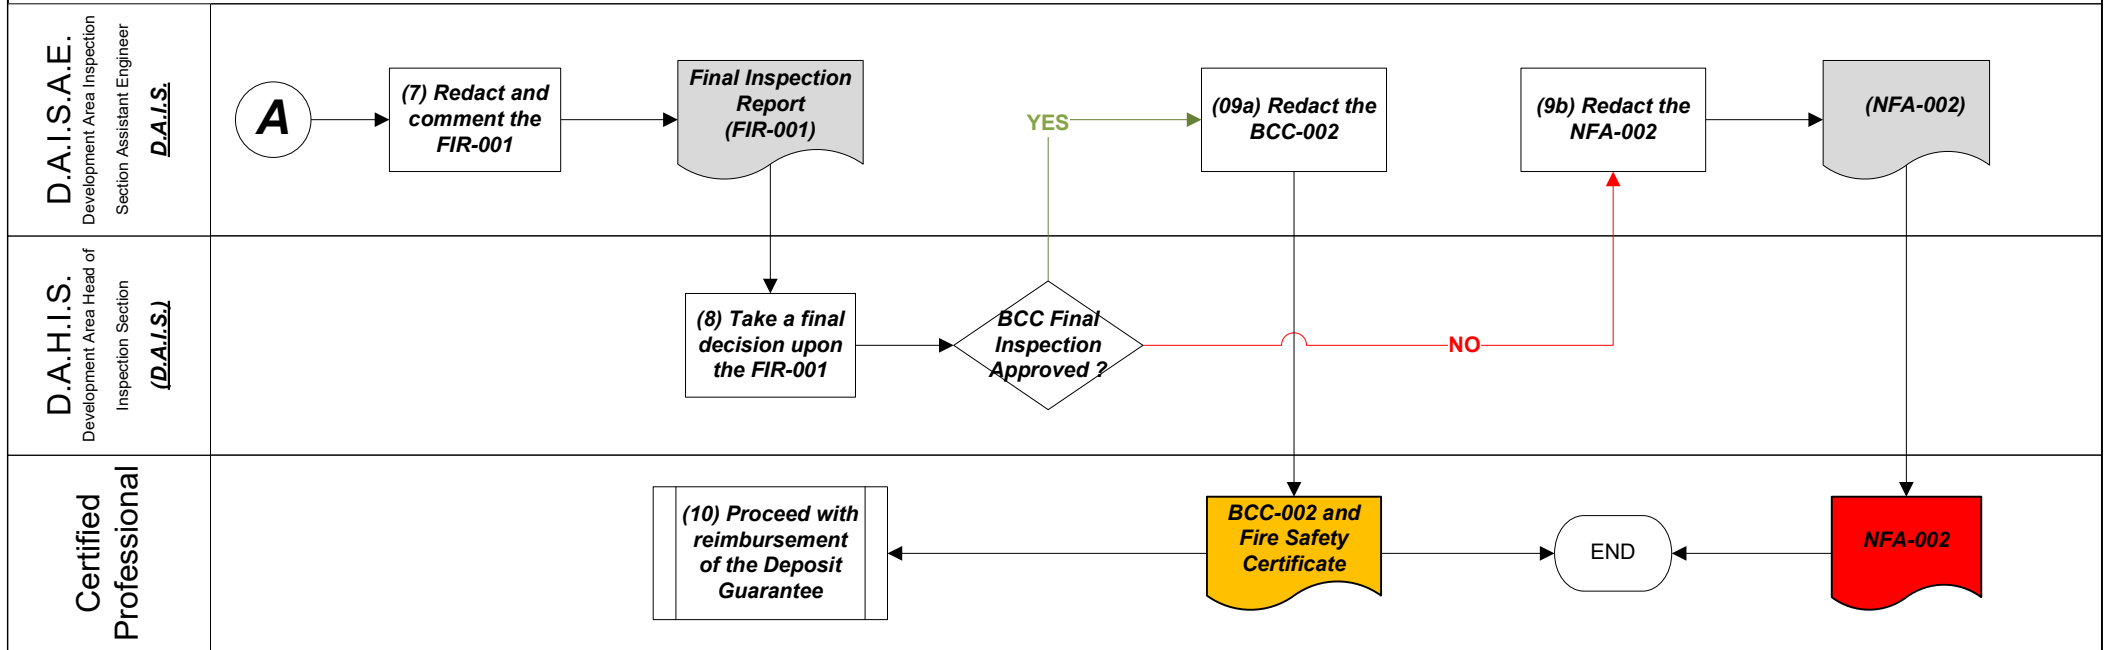 D.A.I.S.A.E.
Development Area Inspection
Section Assistant Engineer
D.A.I.S.
A
(7) Redact and
comment the
FIR-001
Final Inspection
Report
(FIR-001)
YES
(09a) Redact the
BCC-002
(9b) Redact the
NFA-002
(NFA-002)
D.A.H.I.S.
Development Area Head of
Inspection Section
(D.A.I.S.)
(8) Take a final
decision upon
the FIR-001
BCC Final
Inspection
Approved ?
NO
Certified
Professional
(10) Proceed with
reimbursement
of the Deposit
Guarantee
BCC-002 and
Fire Safety
Certificate
END
NFA-002